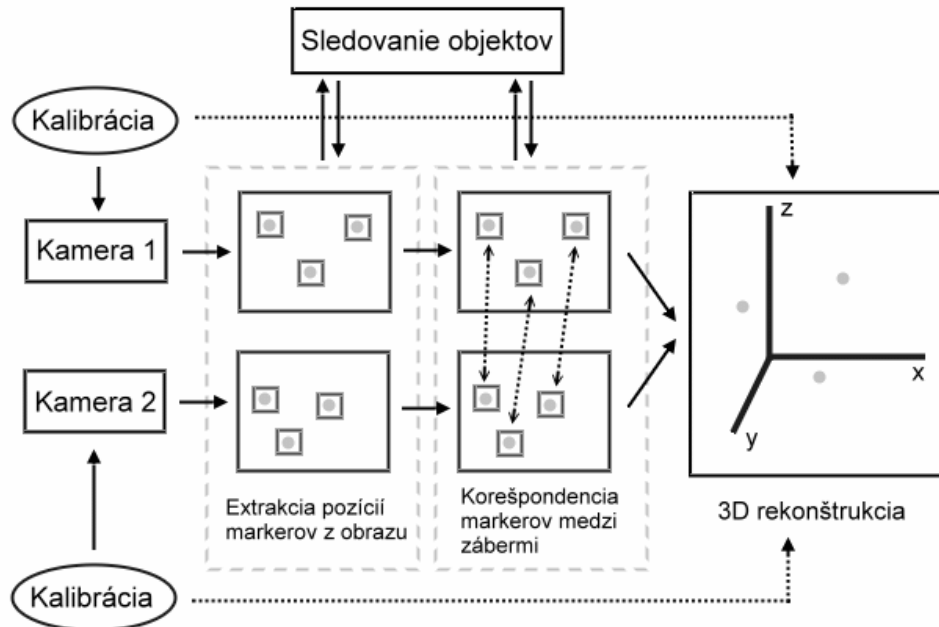 Sledovanie objektov
Kalibrácia
Kamera 1
Kamera 2
Kalibrácia
Extrakcia pozícií
markerov z obrazu
Korešpondencia
markerov medzi
zábermi
z
x
y
3D rekonštrukcia